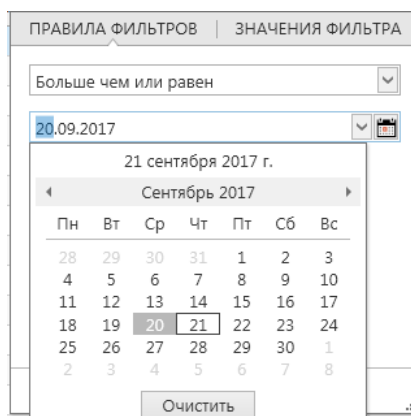 ПРАВИЛА ФИЛЬТРОВ | ЗНАЧЕНИЯ ФИЛЬТРА
Больше чем или равен
20.09.2017
21 сентября 2017 г.
Сентябрь 2017
Пн Вт Ср Чт Пт Сб Вс
28 29 30 31 1 2 3
4 5 6 7 8 9 10
11 12 13 14 15 16 17
18 19 20 21 22 23 24
25 26 27 28 29 30 1
2 3 4 5 6 7 8
Очистить